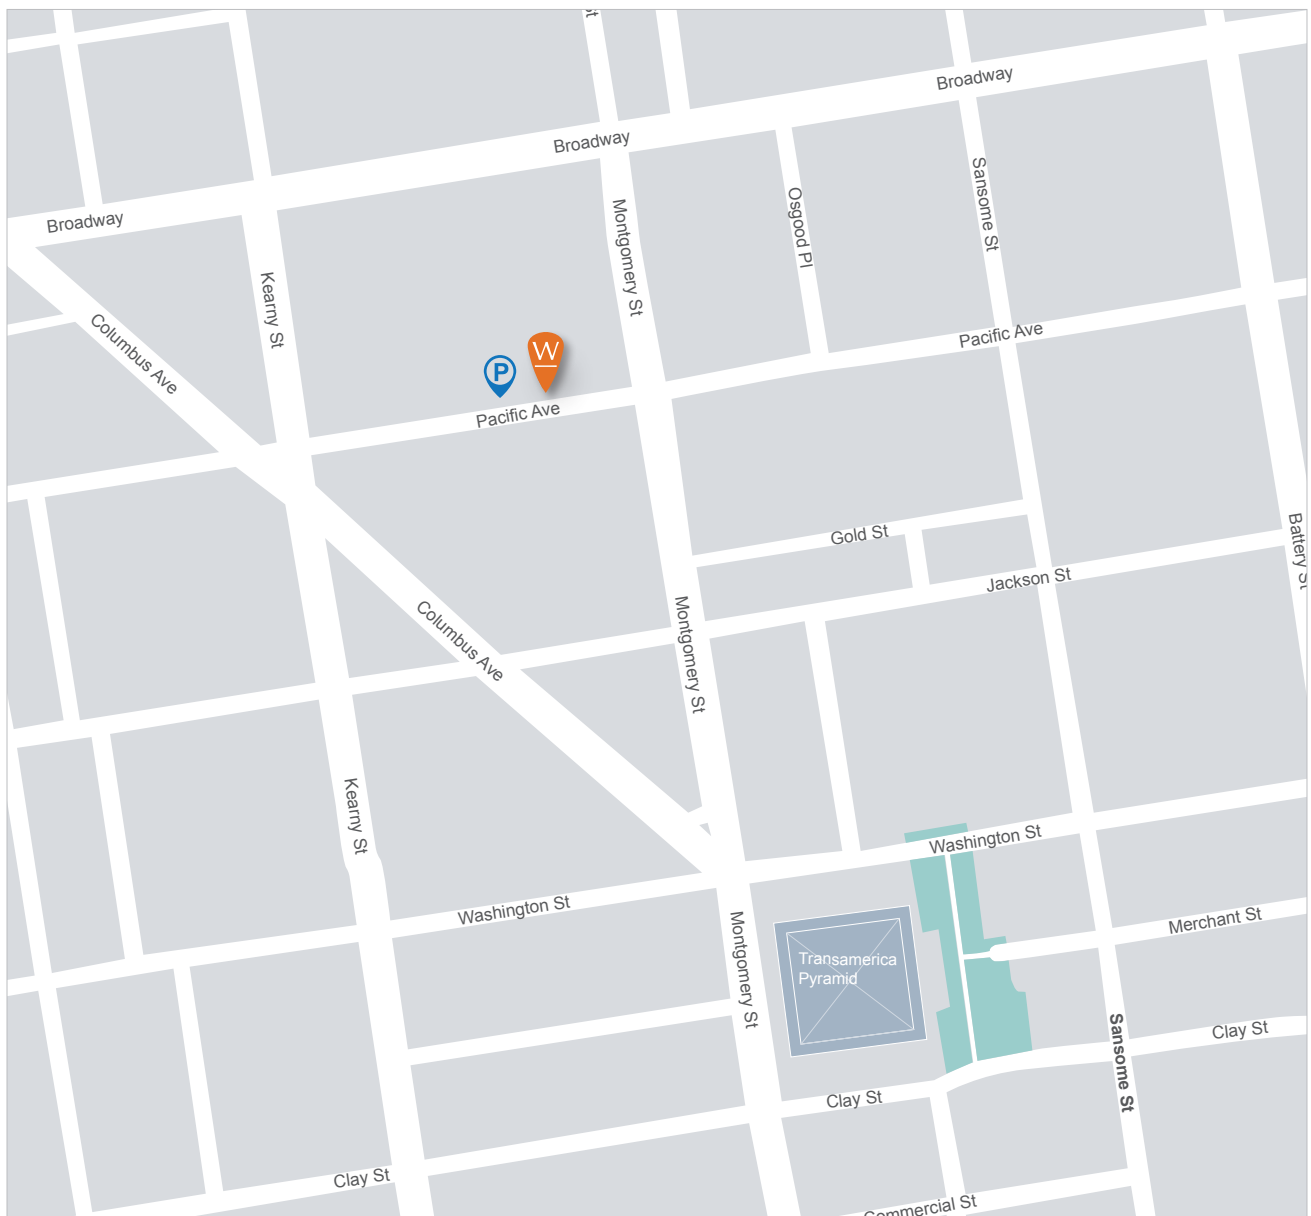 st
Broadway
Broadway
Broadway
Sansome St
Osgood Pl
Montgomery St
Kearny St
Columbus Ave
Pacific Ave
W
P
Pacific Ave
Battery St
Gold St
Jackson St
Columbus Ave
Montgomery St
Kearny St
Washington St
Washington St
Merchant St
Montgomery St
Transamerica
Pyramid
Sansome St
Clay St
Clay St
Clay St
Commercial St